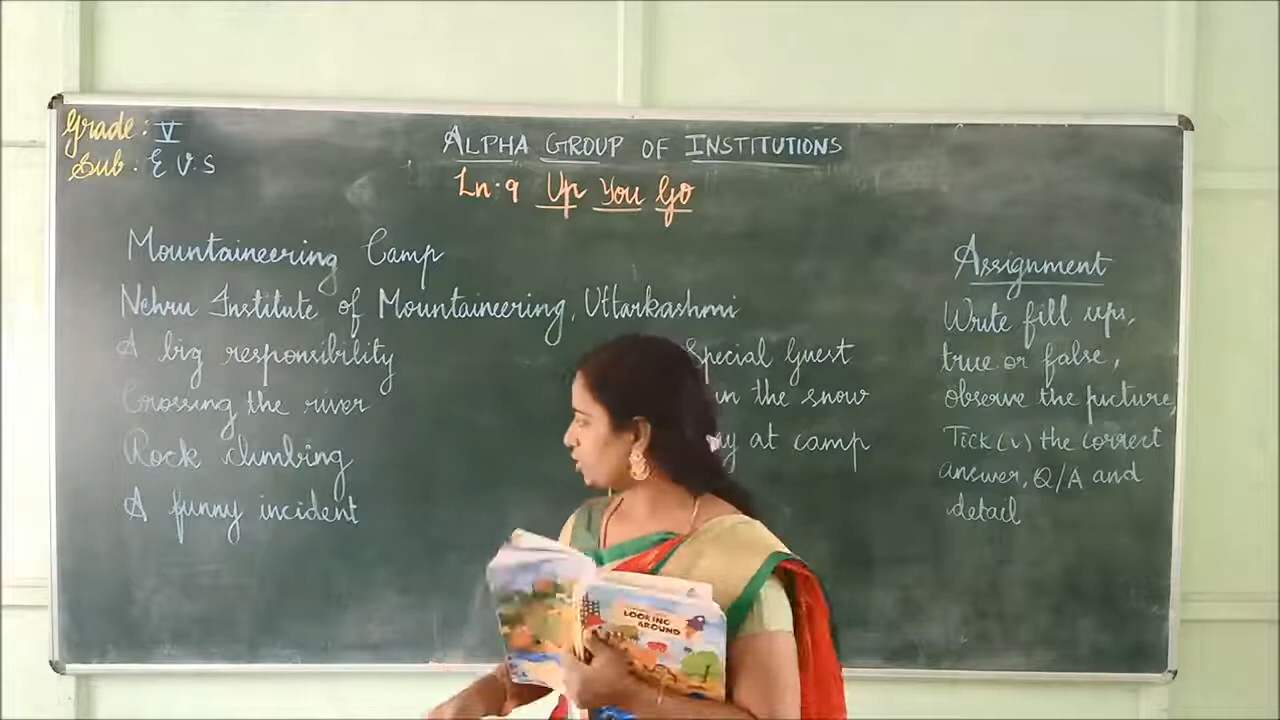 Grade: V
Sub: E V.S
ALPHA GROUP OF INSTITUTIONS
Ln:9 Up You Go
Mountaineering Camp
Nehru Institute of Mountaineering, Uttarkashmi
A big responsibility
Crossing the river
Rock climbing
A funny incident
Special Guest
in the snow
at camp
Assignment
Write fill ups,
true or false,
observe the picture,
Tick (✓) the correct
answer, Q/A and
detail
LOOKING
AROUND